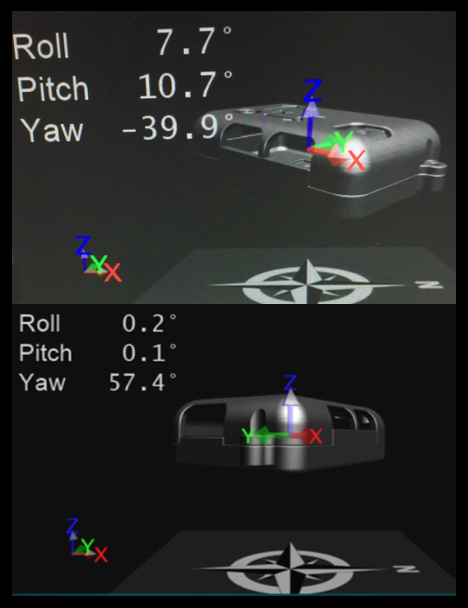 Roll 7.7°
Pitch 10.7°
Yaw -39.9°
Z
Y
X
Z
Y
X
N
Roll 0.2°
Pitch 0.1°
Yaw 57.4°
Z
Y X
Z
Y
X
N